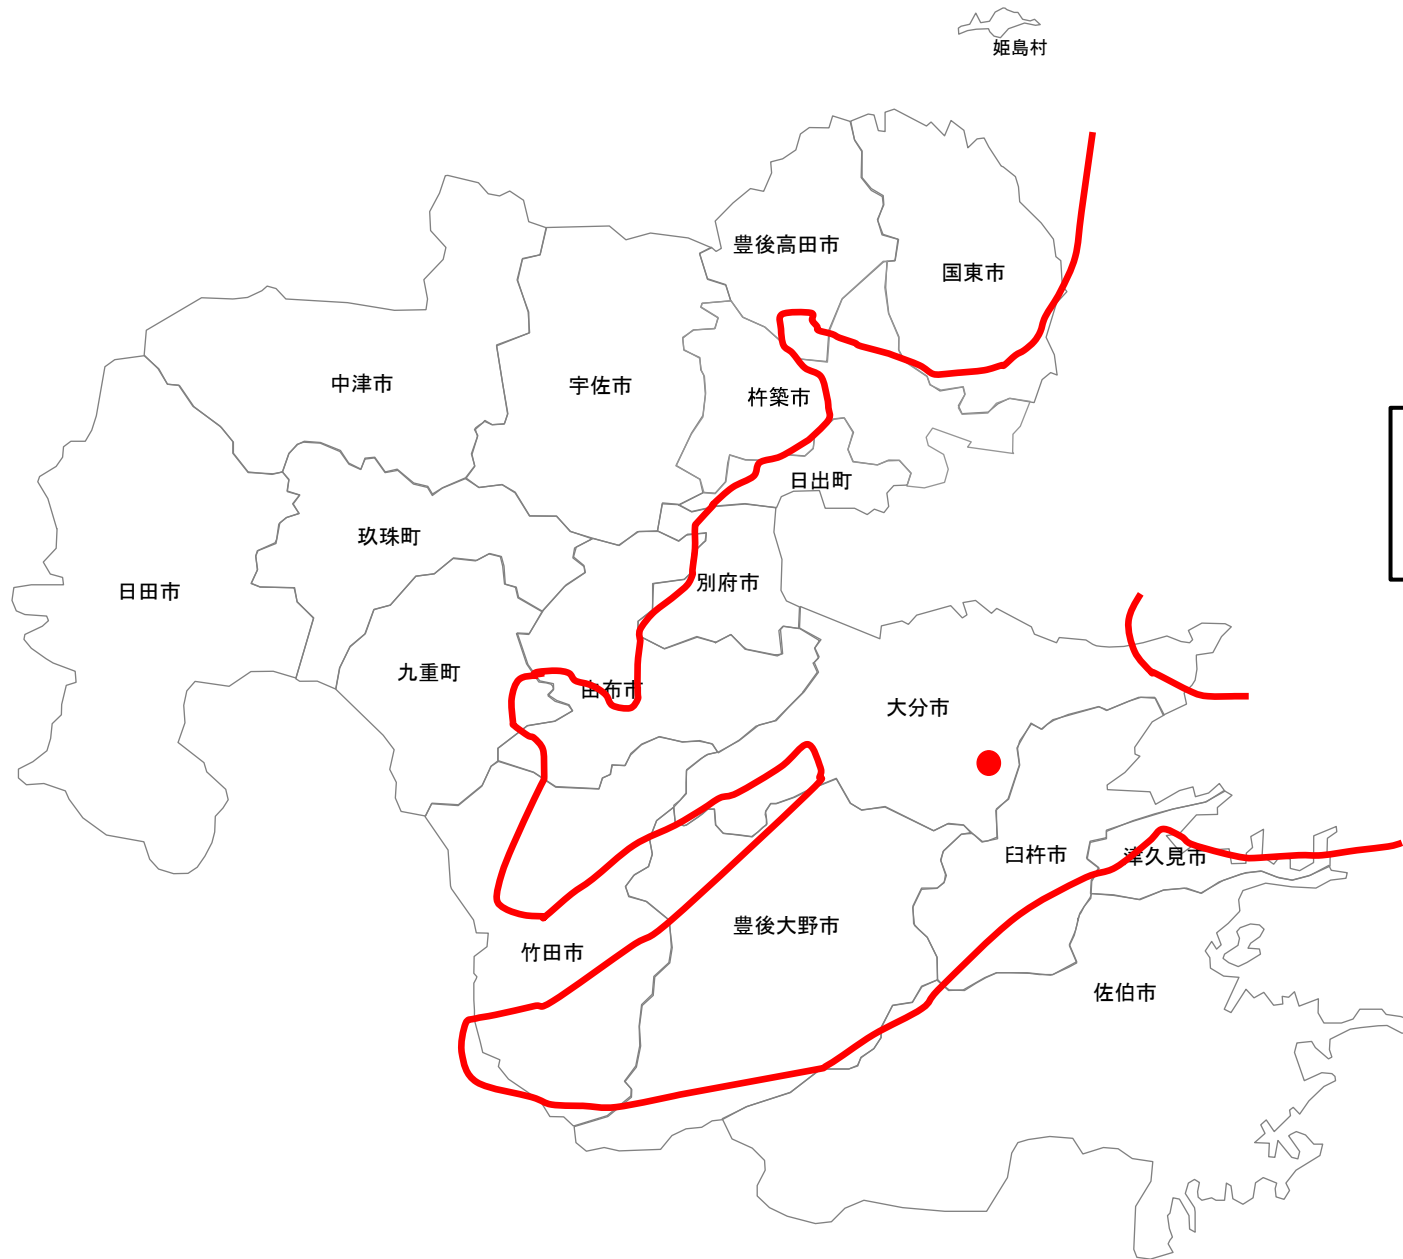 姫島村
豊後高田市
国東市
中津市
宇佐市
杵築市
日出町
玖珠町
別府市
日田市
九重町
由布市
大分市
臼杵市
津久見市
豊後大野市
竹田市
佐伯市